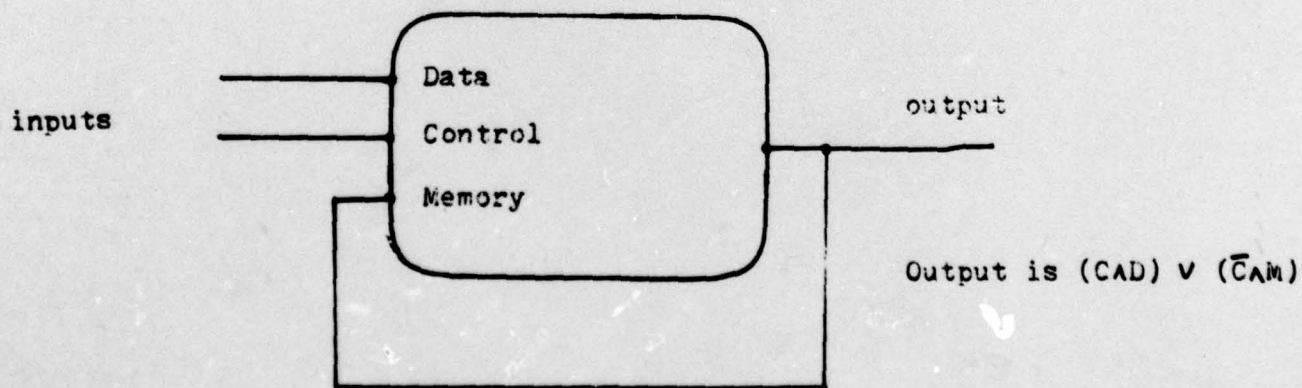 Data
inputs
Control
Memory
output
Output is (C∧D) ∨ (C̅∧M)